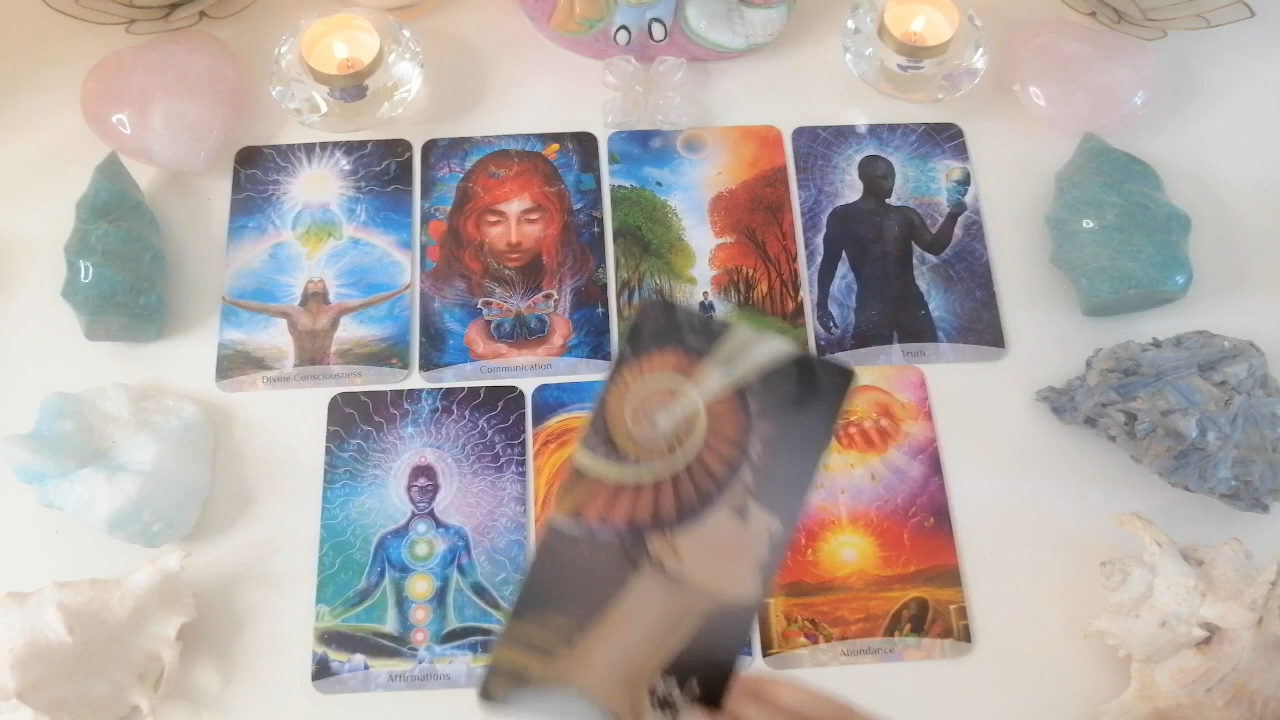 Divine Consciousness
Communication
Truth
Affirmations
Abundance